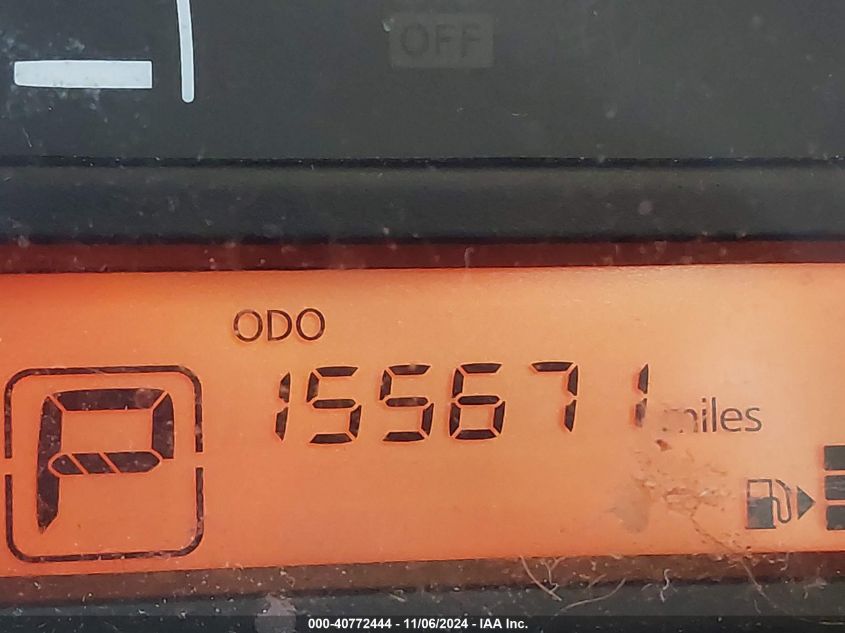 OFF
ODO
P
155671 miles
000-40772444 - 11/06/2024 - IAA Inc.